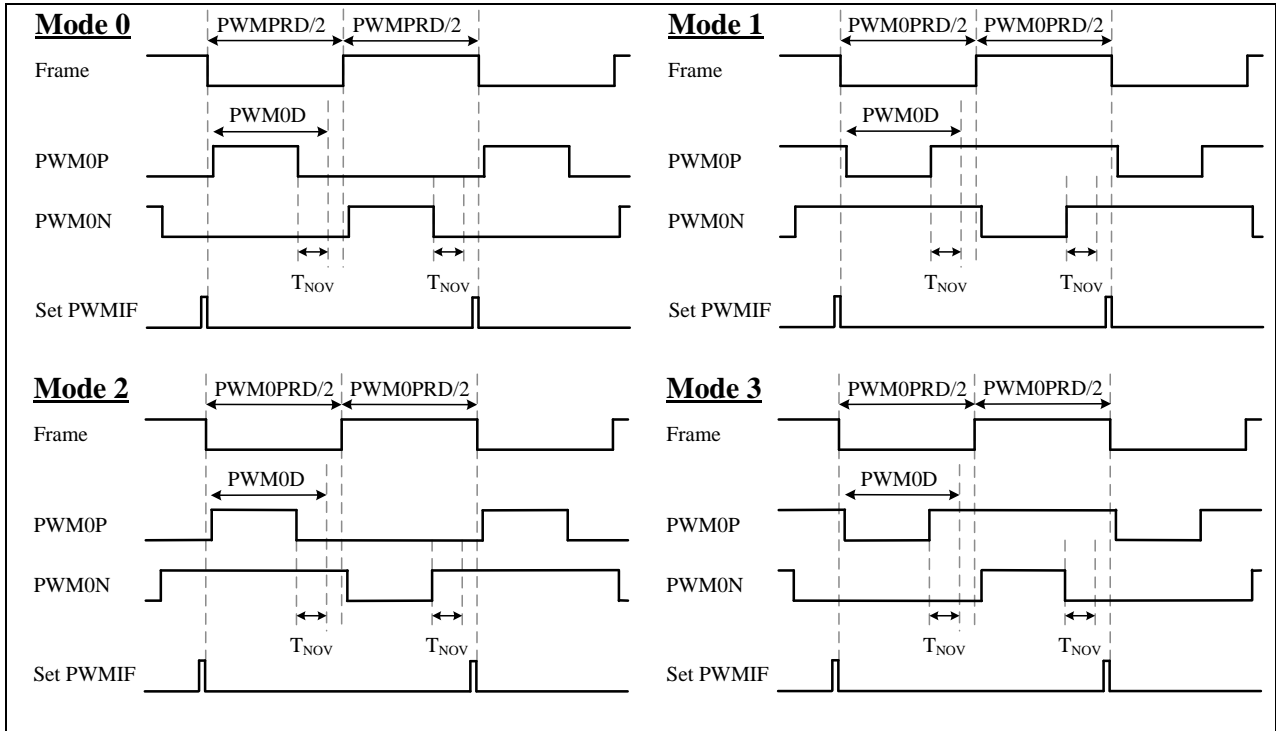 Mode 0
PWMPRD/2 PWMPRD/2
Frame
PWM0D
PWM0P
PWM0N
TNOV TNOV
Set PWMIF
Mode 1
PWM0PRD/2 PWM0PRD/2
Frame
PWM0D
PWM0P
PWM0N
TNOV TNOV
Set PWMIF
Mode 2
PWM0PRD/2 PWM0PRD/2
Frame
PWM0D
PWM0P
PWM0N
TNOV TNOV
Set PWMIF
Mode 3
PWM0PRD/2 PWM0PRD/2
Frame
PWM0D
PWM0P
PWM0N
TNOV TNOV
Set PWMIF